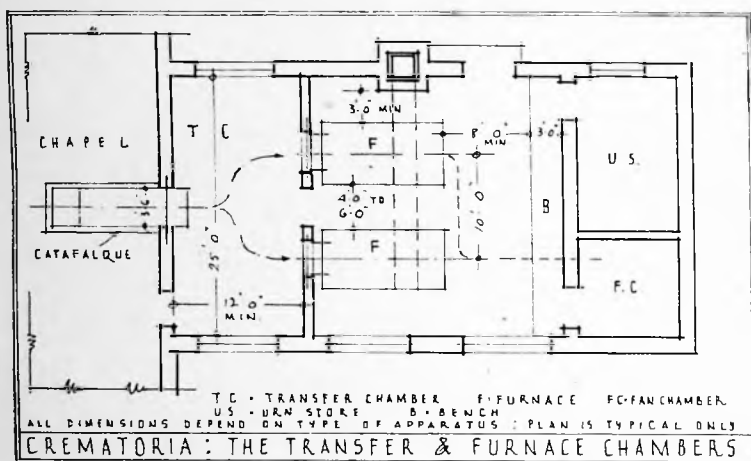 3' 0" MIN
T C
CHAPEL
F
8' 0"
MIN
3' 0"
U.S.
3' 6"
4' 0" TO
6' 0"
10' 0"
B
CATAFALQUE
25' 0"
F
F.C.
12' 0"
MIN.
TC · TRANSFER CHAMBER F · FURNACE FC · FAN CHAMBER
US · URN STORE B · BENCH
ALL DIMENSIONS DEPEND ON TYPE OF APPARATUS : PLAN IS TYPICAL ONLY
CREMATORIA : THE TRANSFER & FURNACE CHAMBERS